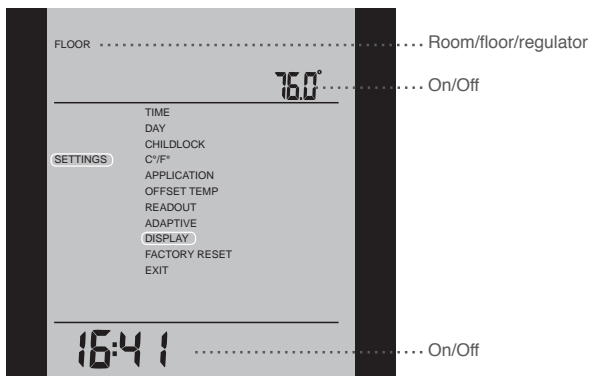 FLOOR Room/floor/regulator
76.0° On/Off
TIME
DAY
CHILDLOCK
SETTINGS C°/F°
APPLICATION
OFFSET TEMP
READOUT
ADAPTIVE
DISPLAY
FACTORY RESET
EXIT
16:41 On/Off